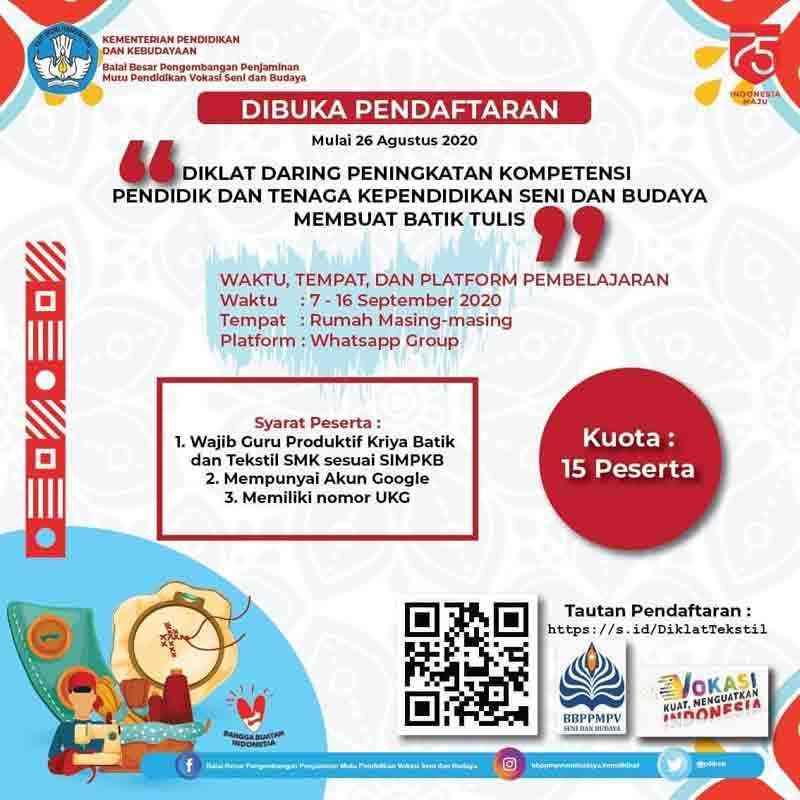 KEMENTERIAN PENDIDIKAN
DAN KEBUDAYAAN
Balai Besar Pengembangan Penjaminan
Mutu Pendidikan Vokasi Seni dan Budaya
75
INDONESIA
MAJU
DIBUKA PENDAFTARAN
Mulai 26 Agustus 2020
“DIKLAT DARING PENINGKATAN KOMPETENSI
PENDIDIK DAN TENAGA KEPENDIDIKAN SENI DAN BUDAYA
MEMBUAT BATIK TULIS”
WAKTU, TEMPAT, DAN PLATFORM PEMBELAJARAN
Waktu : 7 - 16 September 2020
Tempat : Rumah Masing-masing
Platform : Whatsapp Group
Syarat Peserta :
1. Wajib Guru Produktif Kriya Batik
dan Tekstil SMK sesuai SIMPKB
2. Mempunyai Akun Google
3. Memiliki nomor UKG
Kuota :
15 Peserta
Tautan Pendaftaran :
https://s.id/DiklatTekstil
BBPPMPV
SENI DAN BUDAYA
VOKASI
KUAT, MENGUATKAN
INDONESIA
BANGGA BUATAN
INDONESIA
Balai Besar Pengembangan Penjaminan Mutu Pendidikan Vokasi Seni dan Budaya